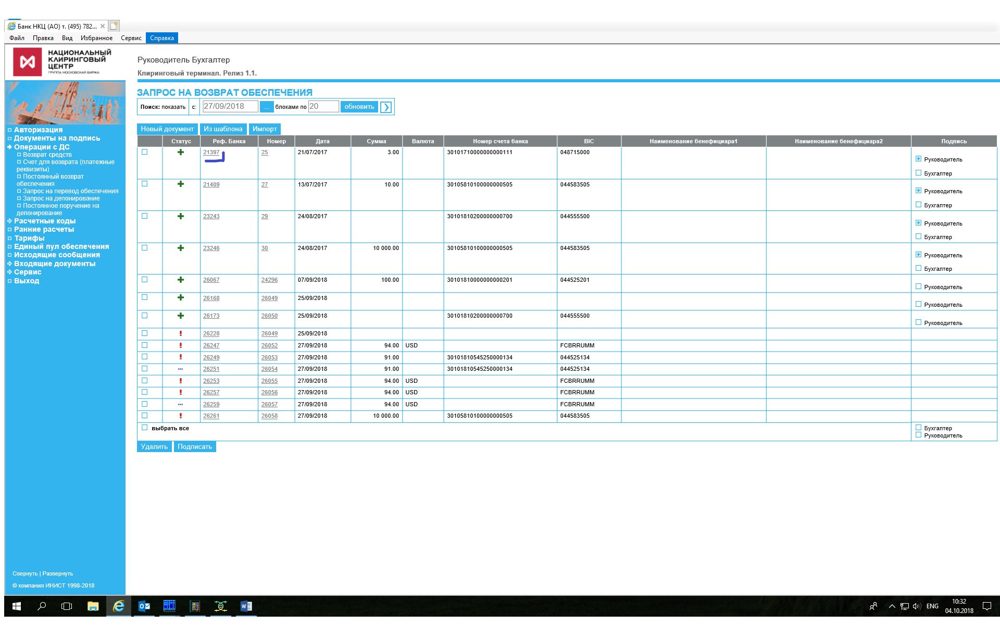 Банк НКЦ (АО) т. (495) 782...
Файл Правка Вид Избранное Сервис Справка
НАЦИОНАЛЬНЫЙ
КЛИРИНГОВЫЙ
ЦЕНТР
ГРУППА МОСКОВСКАЯ БИРЖА
Руководитель Бухгалтер
Клиринговый терминал. Релиз 1.1.
Авторизация
Документы на подпись
Операции с ДС
Возврат средств
Счет для возврата (платежные
реквизиты)
Постоянный возврат
обеспечения
Запрос на перевод обеспечения
Запрос на депонирование
Постоянное поручение на
депонирование
Расчетные коды
Ранние расчеты
Тарифы
Единый пул обеспечения
Исходящие сообщения
Входящие документы
Сервис
Выход
Свернуть | Развернуть
© компания ИНИСТ 1998-2018
ЗАПРОС НА ВОЗВРАТ ОБЕСПЕЧЕНИЯ
Поиск: показать с: 27/09/2018 ... блоками по 20 обновить
Новый документ Из шаблона Импорт
Статус Реф. Банка Номер Дата Сумма Валюта Номер счета банка BIC Наименование бенефициара1 Наименование бенефициара2 Подпись
21397 25 21/07/2017 3.00 30101710000000000111 048715000
Руководитель
Бухгалтер
21409 27 13/07/2017 10.00 30105810100000000505 044583505
Руководитель
Бухгалтер
23243 29 24/08/2017 30101810200000000700 044555500
Руководитель
Бухгалтер
23246 30 24/08/2017 10 000.00 30105810100000000505 044583505
Руководитель
Бухгалтер
26067 24296 07/09/2018 100.00 30101810000000000201 044525201
Руководитель
26168 26049 25/09/2018
Руководитель
26173 26050 25/09/2018 30101810200000000700 044555500
Руководитель
26228 26049 25/09/2018
26247 26052 27/09/2018 94.00 USD FCBRRUMM
26249 26053 27/09/2018 91.00 30101810545250000134 044525134
26251 26054 27/09/2018 91.00 30101810545250000134 044525134
26253 26055 27/09/2018 94.00 USD FCBRRUMM
26257 26056 27/09/2018 94.00 USD FCBRRUMM
26259 26057 27/09/2018 94.00 USD FCBRRUMM
26261 26058 27/09/2018 10 000.00 30105810100000000505 044583505
выбрать все Бухгалтер
Руководитель
Удалить Подписать
ENG 10:32
04.10.2018